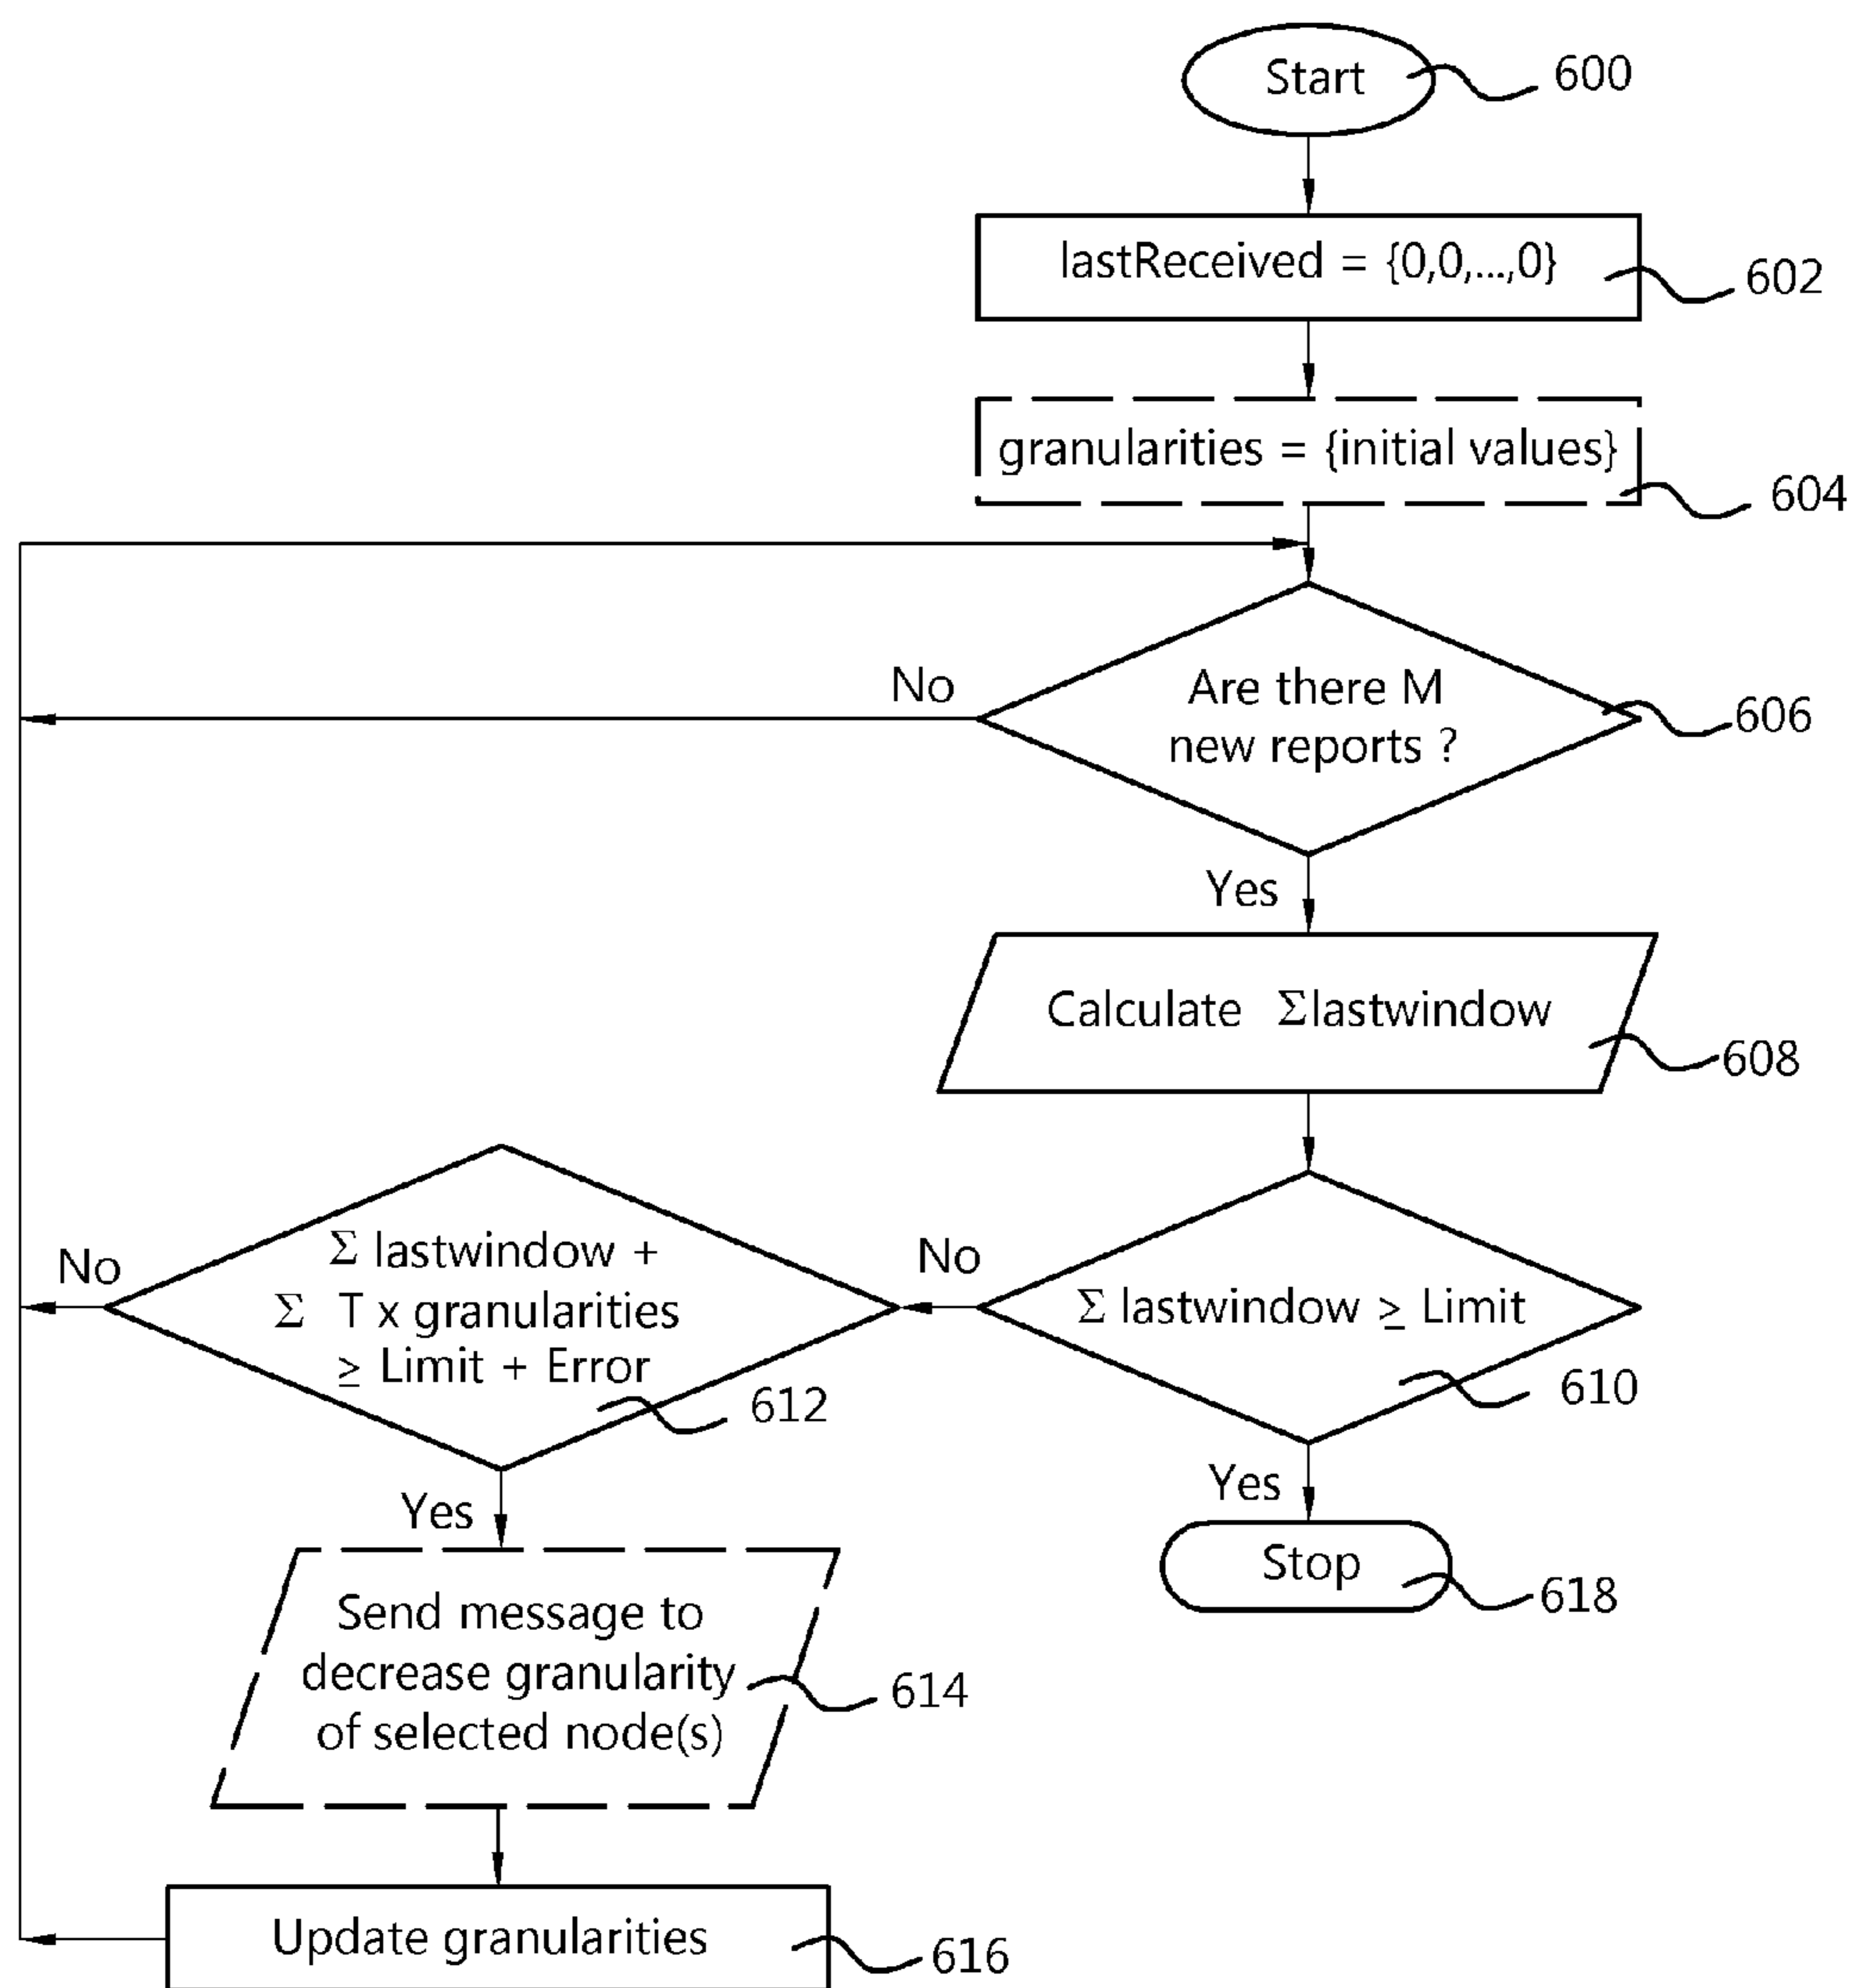 Start
600
lastReceived = {0,0,...,0}
602
granularities = {initial values}
604
Are there M
new reports ?
606
No
Yes
Calculate Σlastwindow
608
Σ lastwindow ≥ Limit
610
No
Yes
Stop
618
Σ lastwindow +
Σ T x granularities
≥ Limit + Error
612
No
Yes
Send message to
decrease granularity
of selected node(s)
614
Update granularities
616